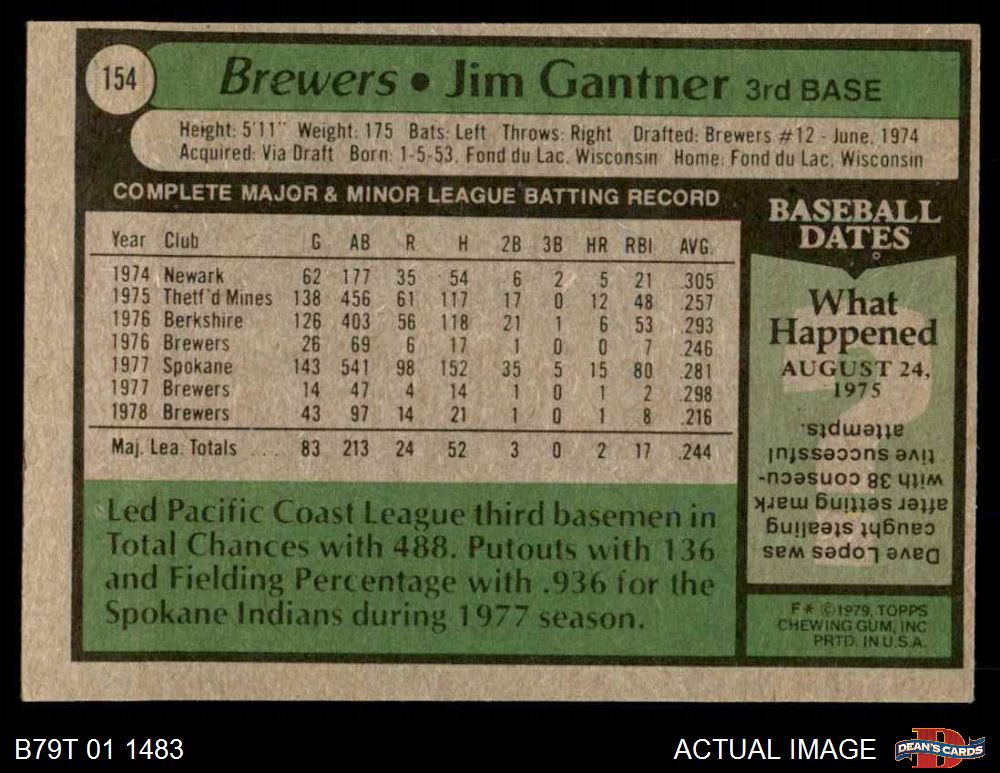 154
Brewers • Jim Gantner 3rd BASE
Height: 5'11" Weight: 175 Bats: Left Throws: Right Drafted: Brewers #12 - June, 1974
Acquired: Via Draft Born: 1-5-53, Fond du Lac, Wisconsin Home: Fond du Lac, Wisconsin
COMPLETE MAJOR & MINOR LEAGUE BATTING RECORD
Year Club G AB R H 2B 3B HR RBI AVG.
1974 Newark 62 177 35 54 6 2 5 21 .305
1975 Thetf'd Mines 138 456 61 117 17 0 12 48 .257
1976 Berkshire 126 403 56 118 21 1 6 53 .293
1976 Brewers 26 69 6 17 1 0 0 7 .246
1977 Spokane 143 541 98 152 35 5 15 80 .281
1977 Brewers 14 47 4 14 1 0 1 2 .298
1978 Brewers 43 97 14 21 1 0 1 8 .216
Maj. Lea. Totals . . . 83 213 24 52 3 0 2 17 .244
Led Pacific Coast League third basemen in
Total Chances with 488. Putouts with 136
and Fielding Percentage with .936 for the
Spokane Indians during 1977 season.
BASEBALL
DATES
What
Happened
AUGUST 24,
1975
?
Dave Lopes was
caught stealing
after setting mark
with 38 consecu-
tive successful
attempts.
F * © 1979, TOPPS
CHEWING GUM, INC
PRTD. IN U.S.A.
B79T 01 1483
ACTUAL IMAGE
D
DEAN'S CARDS